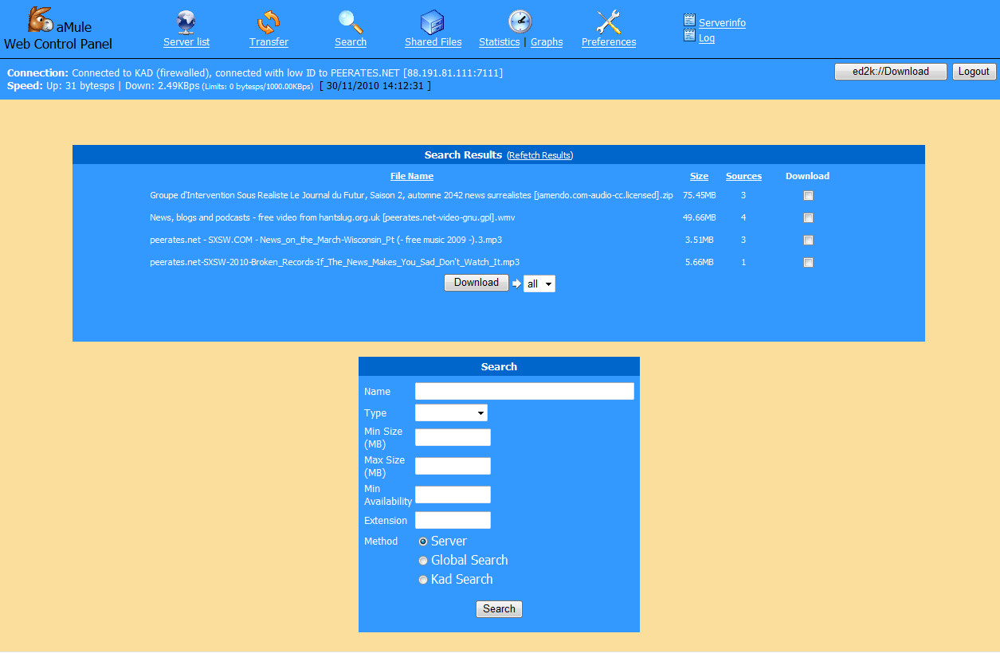 aMule
Web Control Panel
Server list
Transfer
Search
Shared Files
Statistics | Graphs
Preferences
Serverinfo
Log
Connection: Connected to KAD (firewalled), connected with low ID to PEERATES.NET [88.191.81.111:7111]
Speed: Up: 31 bytesp | Down: 2.49KBps (Limits: 0 bytesp/1000.00KBps) [ 30/11/2010 14:12:31 ]
ed2k://Download
Logout
Search Results (Refetch Results)
File Name Size Sources Download
Groupe d'Intervention Sous Realiste Le Journal du Futur, Saison 2, automne 2042 news surrealistes [jamendo.com-audio-cc.licensed].zip 75.45MB 3
News, blogs and podcasts - free video from hantslug.org.uk [peerates.net-video-gnu.gpl].wmv 49.66MB 4
peerates.net - SXSW.COM - News_on_the_March-Wisconsin_Pt (- free music 2009 -).3.mp3 3.51MB 3
peerates.net-SXSW-2010-Broken_Records-If_The_News_Makes_You_Sad_Don't_Watch_It.mp3 5.66MB 1
Download all
Search
Name
Type
Min Size
(MB)
Max Size
(MB)
Min
Availability
Extension
Method Server
Global Search
Kad Search
Search